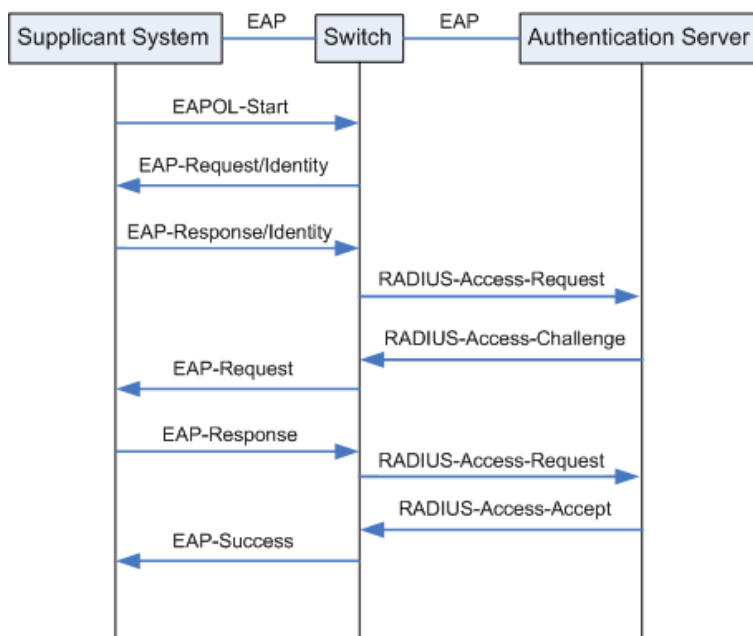 EAP
EAP
Supplicant System
Switch
Authentication Server
EAPOL-Start
EAP-Request/Identity
EAP-Response/Identity
RADIUS-Access-Request
RADIUS-Access-Challenge
EAP-Request
EAP-Response
RADIUS-Access-Request
RADIUS-Access-Accept
EAP-Success